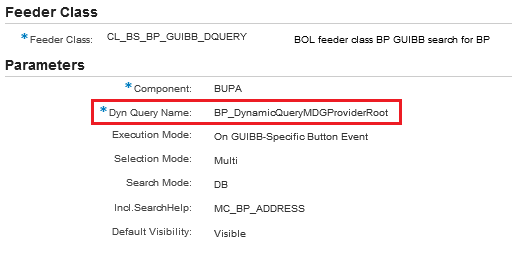 Feeder Class
* Feeder Class: CL_BS_BP_GUIBB_DQUERY BOL feeder class BP GUIBB search for BP
Parameters
* Component: BUPA
* Dyn Query Name: BP_DynamicQueryMDGProviderRoot
Execution Mode: On GUIBB-Specific Button Event
Selection Mode: Multi
Search Mode: DB
Incl.SearchHelp: MC_BP_ADDRESS
Default Visibility: Visible